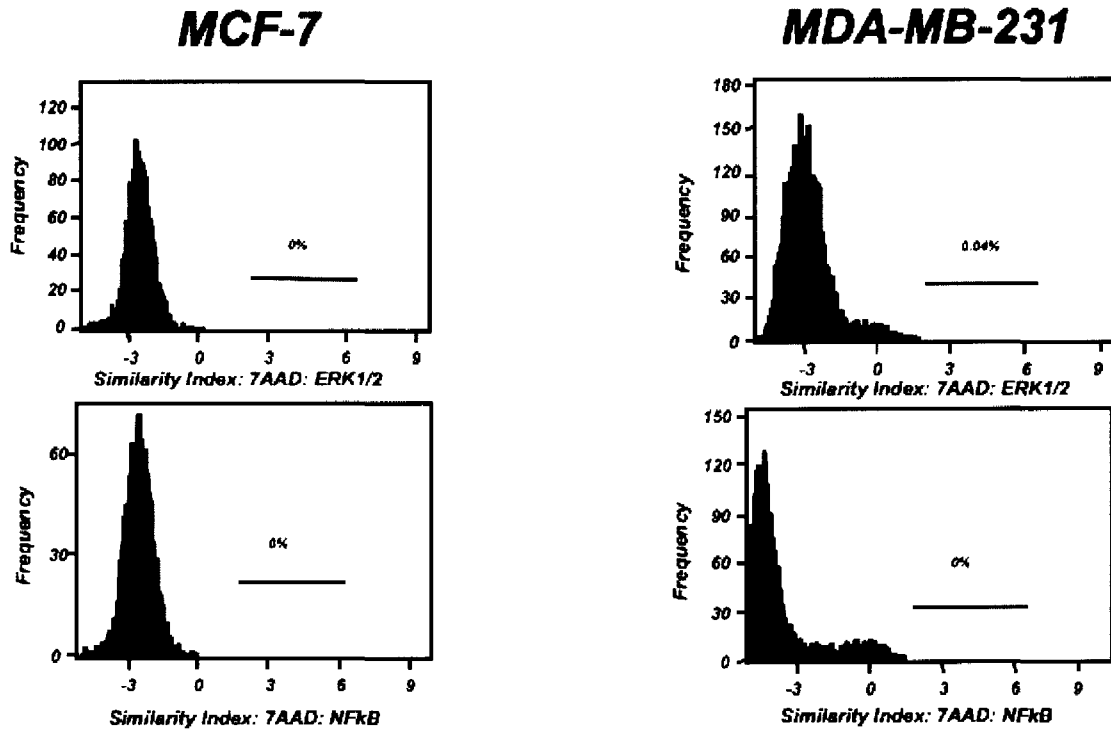 MCF-7
MDA-MB-231
Frequency
120
100
80
60
40
20
0
0%
-3 0 3 6 9
Similarity Index: 7AAD: ERK1/2
Frequency
180
150
120
90
60
30
0
0.04%
-3 0 3 6 9
Similarity Index: 7AAD: ERK1/2
Frequency
60
30
0
0%
-3 0 3 6 9
Similarity Index: 7AAD: NFkB
Frequency
150
120
90
60
30
0
0%
-3 0 3 6 9
Similarity Index: 7AAD: NFkB